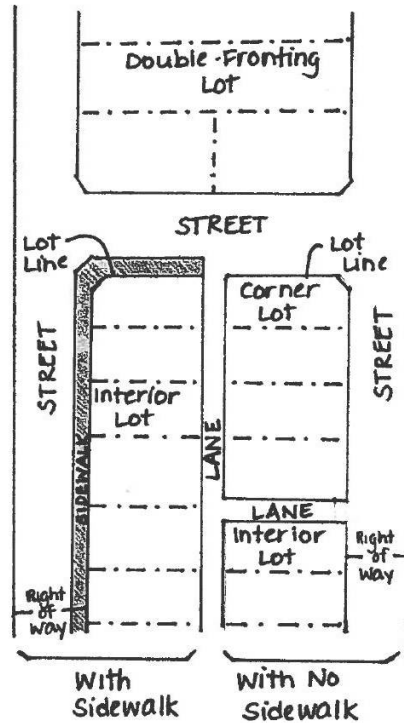 Double-Fronting
Lot
STREET
Lot
Line
Lot
Line
Corner
Lot
STREET
STREET
Interior
Lot
SIDEWALK
LANE
LANE
Interior
Lot
Right
of
Way
Right
of
Way
With
Sidewalk
With No
Sidewalk